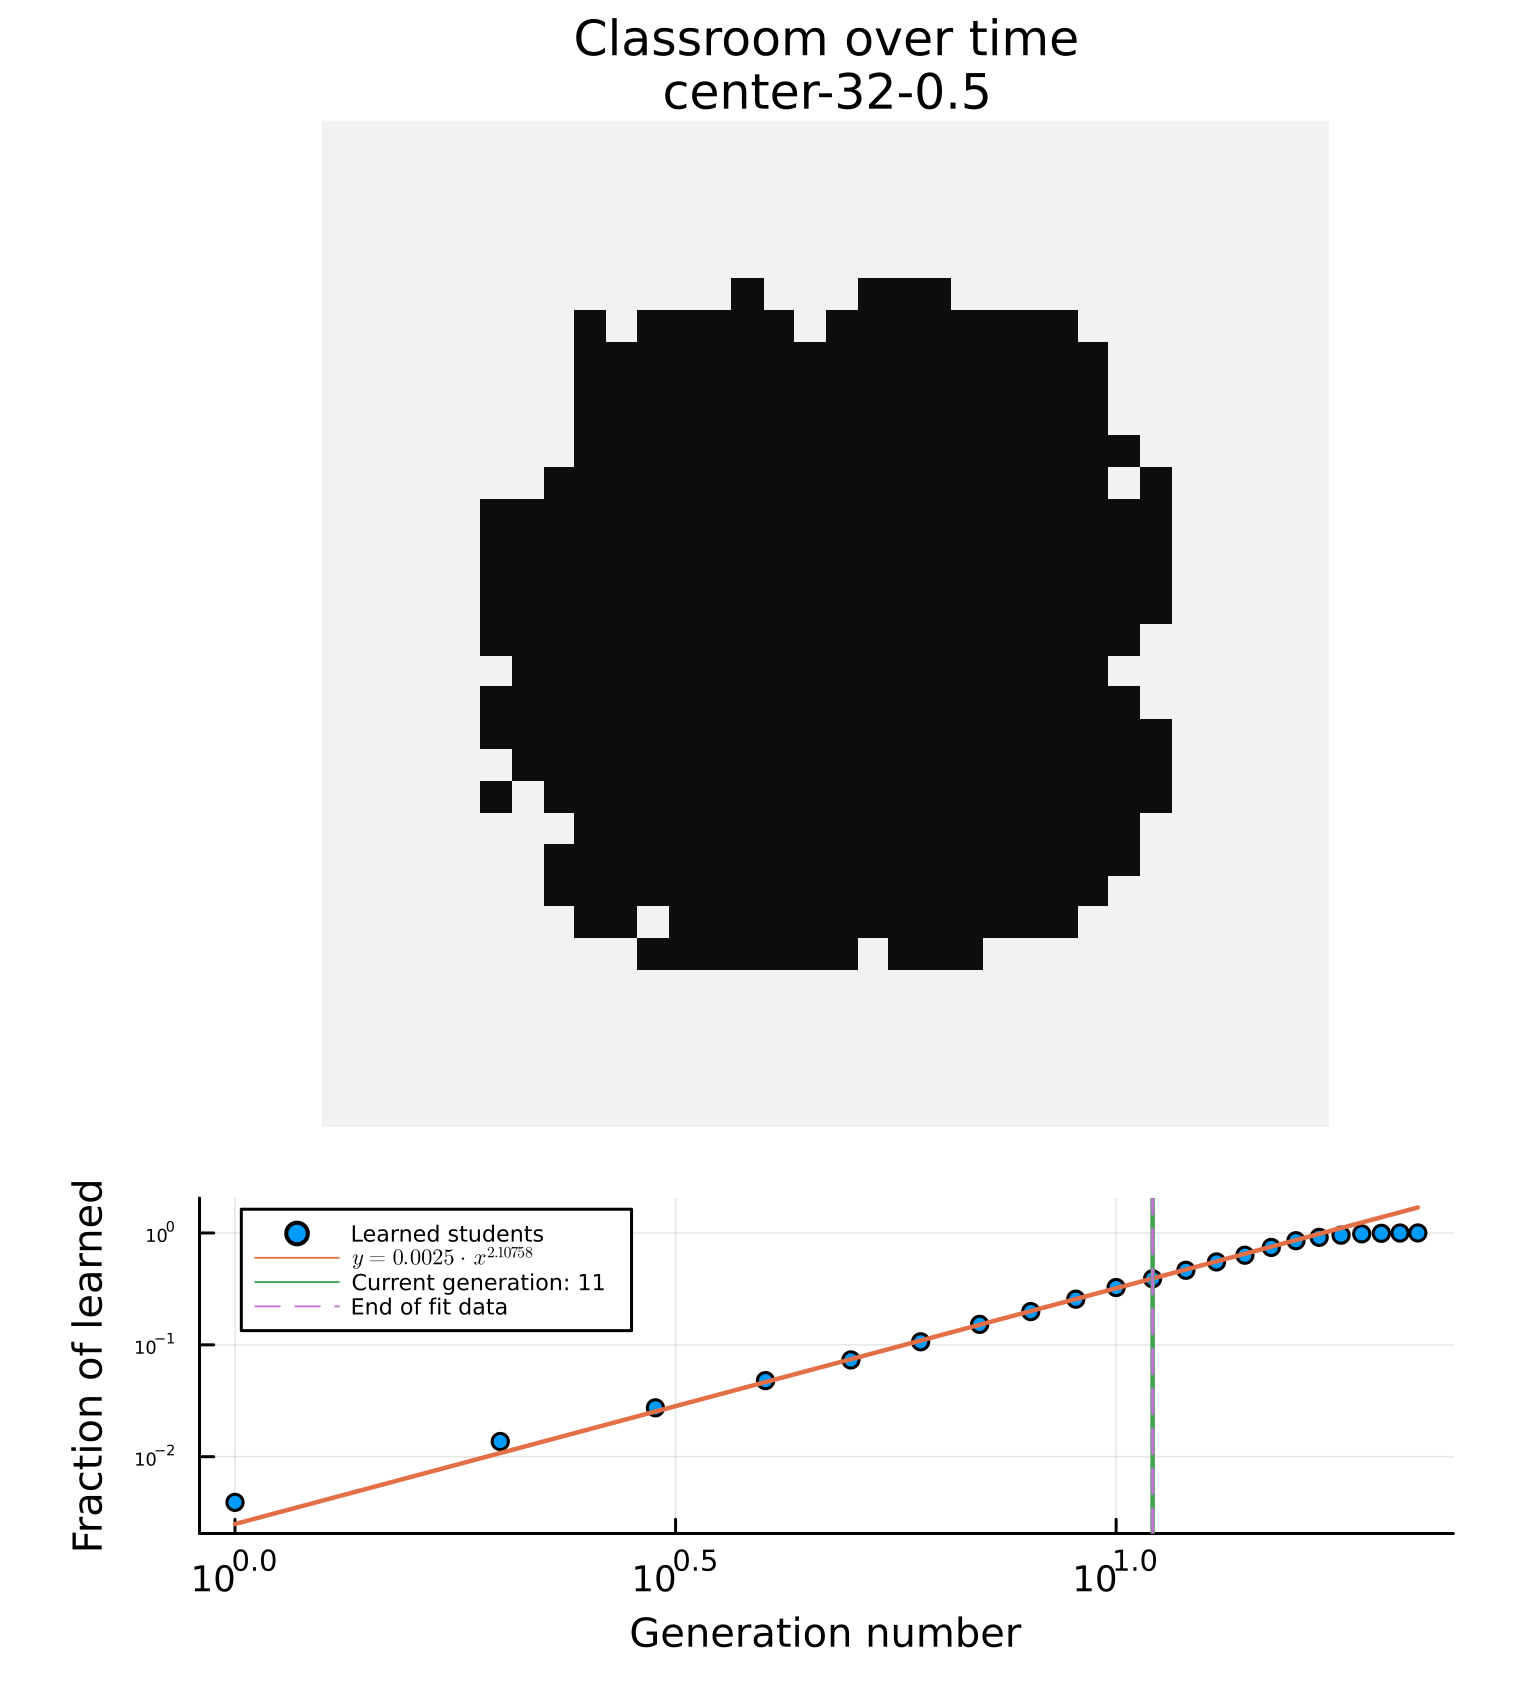 Classroom over time
center-32-0.5
Fraction of learned
10⁰
10⁻¹
10⁻²
Learned students
y = 0.0025 · x^2.10758
Current generation: 11
End of fit data
10^0.0 10^0.5 10^1.0
Generation number